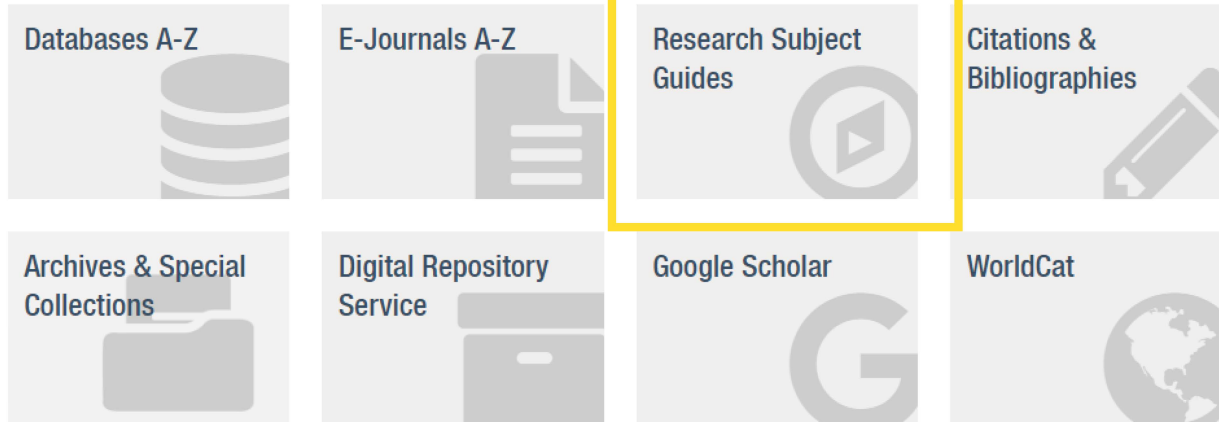 Databases A-Z
E-Journals A-Z
Research Subject
Guides
Citations &
Bibliographies
Archives & Special
Collections
Digital Repository
Service
Google Scholar
WorldCat